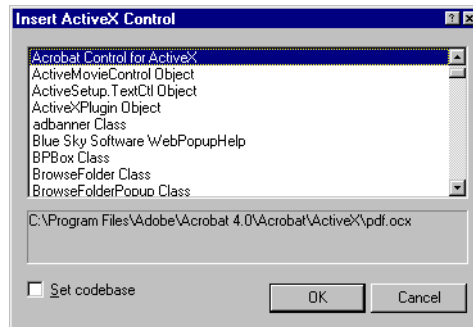 Insert ActiveX Control
Acrobat Control for ActiveX
ActiveMovieControl Object
ActiveSetup.TextCtl Object
ActiveXPlugin Object
adbanner Class
Blue Sky Software WebPopupHelp
BPBox Class
BrowseFolder Class
BrowseFolderPopup Class
C:\Program Files\Adobe\Acrobat 4.0\Acrobat\ActiveX\pdf.ocx
Set codebase
OK
Cancel